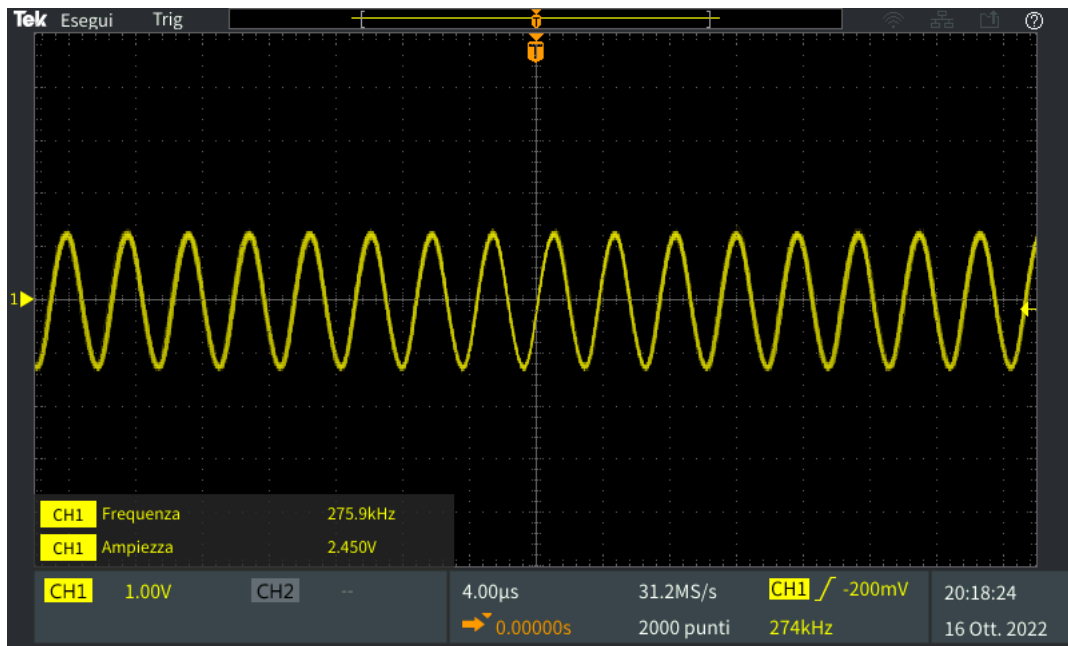 Tek Esegui Trig
T
T
1
CH1 Frequenza 275.9kHz
CH1 Ampiezza 2.450V
CH1 1.00V CH2 -- 4.00µs 31.2MS/s CH1 -200mV 20:18:24
0.00000s 2000 punti 274kHz 16 Ott. 2022